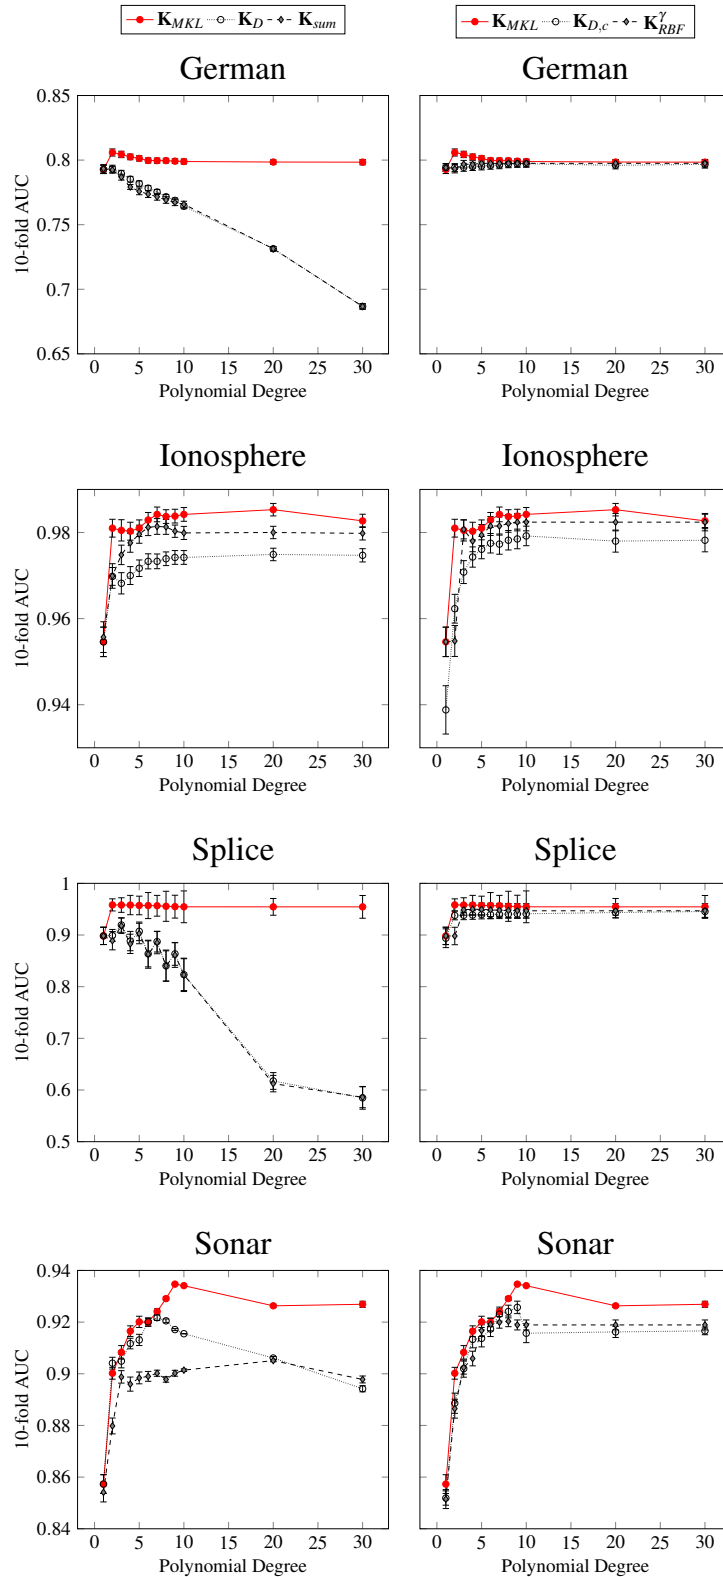 K_MKL K_D K_sum
K_MKL K_D,c K^γ_RBF
German
German
0.85
0.8
0.75
0.7
0.65
10-fold AUC
0 5 10 15 20 25 30
0 5 10 15 20 25 30
Polynomial Degree
Polynomial Degree
Ionosphere
Ionosphere
0.98
0.96
0.94
10-fold AUC
0 5 10 15 20 25 30
0 5 10 15 20 25 30
Polynomial Degree
Polynomial Degree
Splice
Splice
1
0.9
0.8
0.7
0.6
0.5
10-fold AUC
0 5 10 15 20 25 30
0 5 10 15 20 25 30
Polynomial Degree
Polynomial Degree
Sonar
Sonar
0.94
0.92
0.9
0.88
0.86
0.84
10-fold AUC
0 5 10 15 20 25 30
0 5 10 15 20 25 30
Polynomial Degree
Polynomial Degree